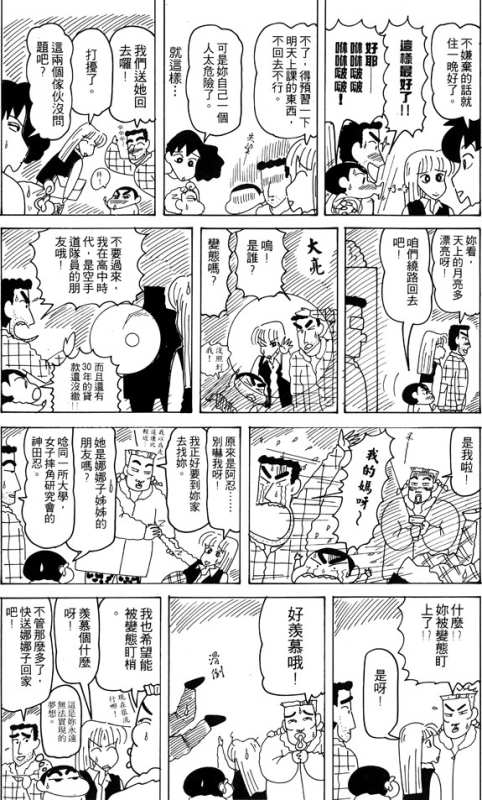 不嫌棄的話就
住一晚好了。
這樣最好了!!
好耶——
啉啉啵啵
啉啉啵啵!
不了，得預習一下
明天上課的東西，
不回去不行。
失望
可是妳自己一個
人太危險了。
就這樣…
我們送她回
去囉!
打擾了。
這兩個傢伙沒問
題吧?
妳看，
天上的月亮多
漂亮呀!
咱們繞路回去
吧!
大亮
嗚!
是誰?
變態嗎?
沒照到
我!
不要過來，
我在高中時
代，是空手
道隊員的朋
友哦!
而且還有
30年的貸
款還沒繳!!
是我啦!
我的媽呀~
原來是阿忍……
別嚇我呀!
我正好要到妳家
去找妳。
她是娜娜子姊姊的
朋友嗎?
唸同一所大學，
女子摔角研究會的
神田忍。
什麼!?
妳被變態盯
上了!?
是呀!
好羨慕哦!
滑倒
我也希望能
被變態盯梢
。
羨慕個什麼
呀!
這是妳永遠
無法實現的
夢想。
不管那麼多了，
快送娜娜子回家
吧!